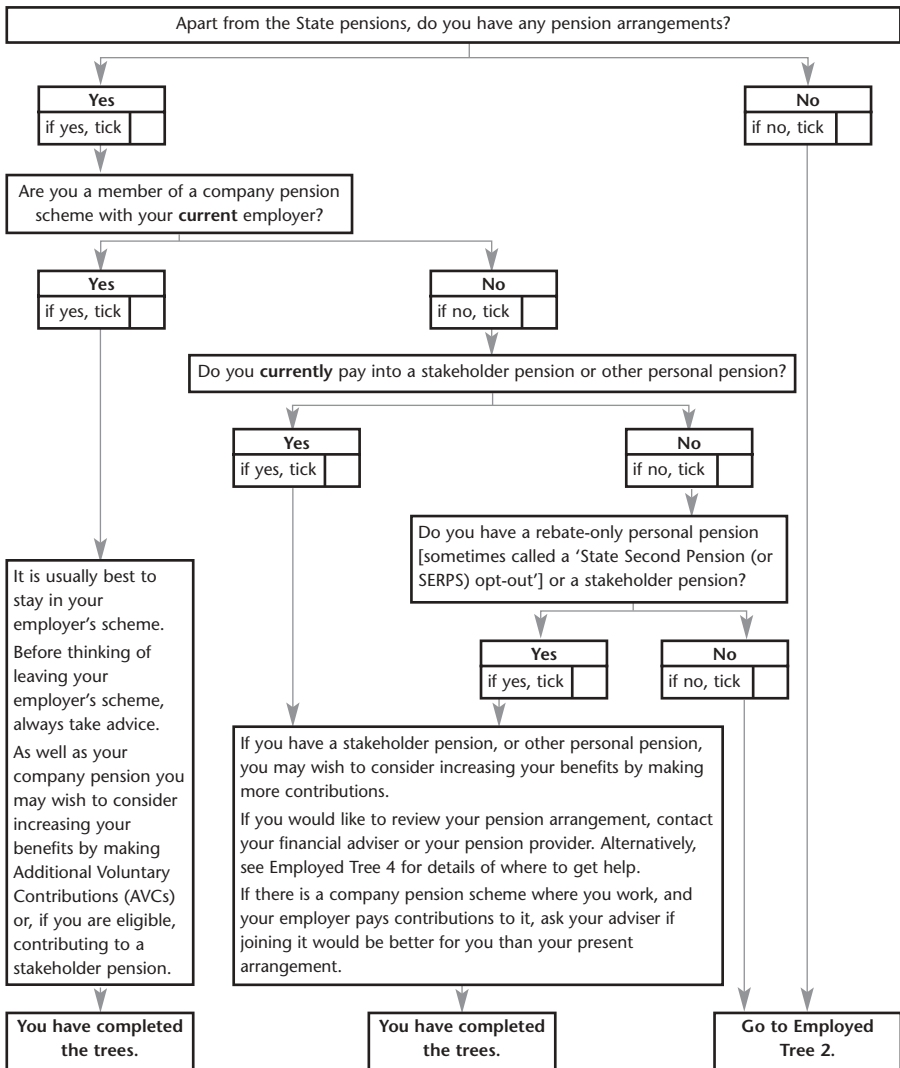 Apart from the State pensions, do you have any pension arrangements?
Yes
if yes, tick
No
if no, tick
Are you a member of a company pension
scheme with your current employer?
Yes
if yes, tick
No
if no, tick
Do you currently pay into a stakeholder pension or other personal pension?
Yes
if yes, tick
No
if no, tick
Do you have a rebate-only personal pension
[sometimes called a ‘State Second Pension (or
SERPS) opt-out’] or a stakeholder pension?
Yes
if yes, tick
No
if no, tick
It is usually best to
stay in your
employer’s scheme.
Before thinking of
leaving your
employer’s scheme,
always take advice.
As well as your
company pension you
may wish to consider
increasing your
benefits by making
Additional Voluntary
Contributions (AVCs)
or, if you are eligible,
contributing to a
stakeholder pension.
If you have a stakeholder pension, or other personal pension,
you may wish to consider increasing your benefits by making
more contributions.
If you would like to review your pension arrangement, contact
your financial adviser or your pension provider. Alternatively,
see Employed Tree 4 for details of where to get help.
If there is a company pension scheme where you work, and
your employer pays contributions to it, ask your adviser if
joining it would be better for you than your present
arrangement.
You have completed
the trees.
You have completed
the trees.
Go to Employed
Tree 2.